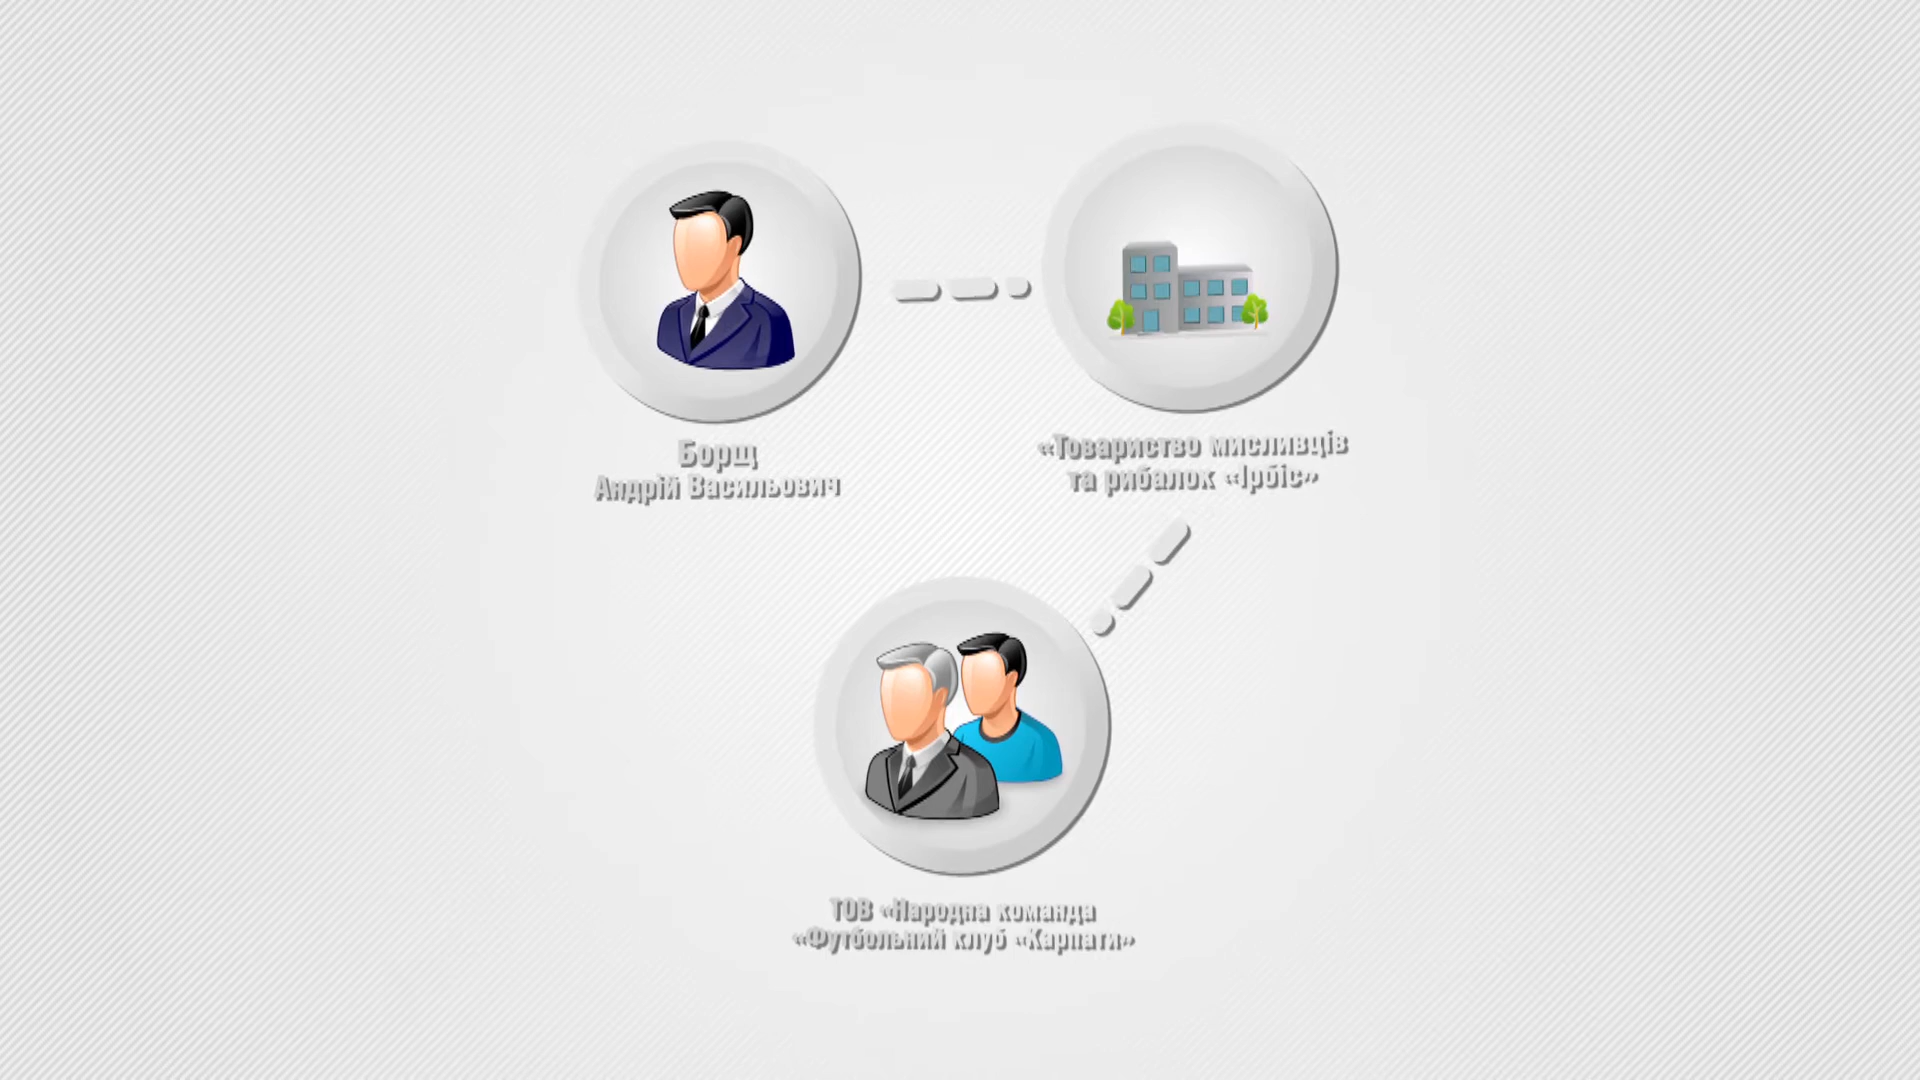 Борщ
Андрій Васильович
«Товариство мисливців
та рибалок «Ірбіс»
ТОВ «Народна команда
«Футбольний клуб «Карпати»